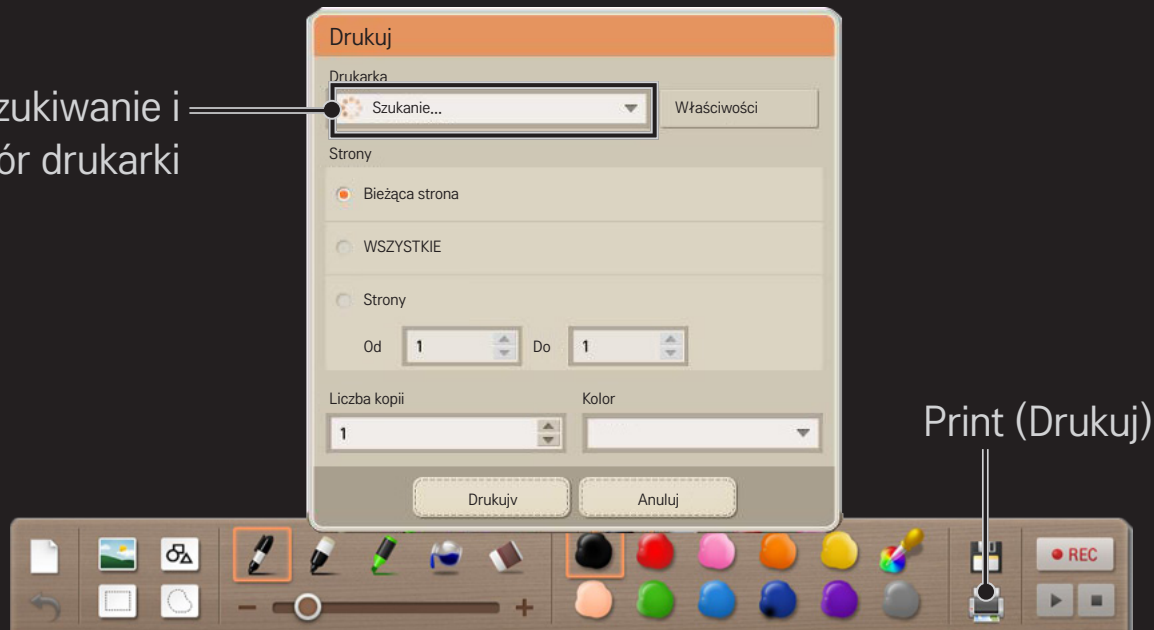 Drukuj
Drukarka
zukiwanie i
ór drukarki
Szukanie...
Właściwości
Strony
Bieżąca strona
WSZYSTKIE
Strony
Od 1 Do 1
Liczba kopii Kolor
1
Print (Drukuj)
Drukujv Anuluj
REC